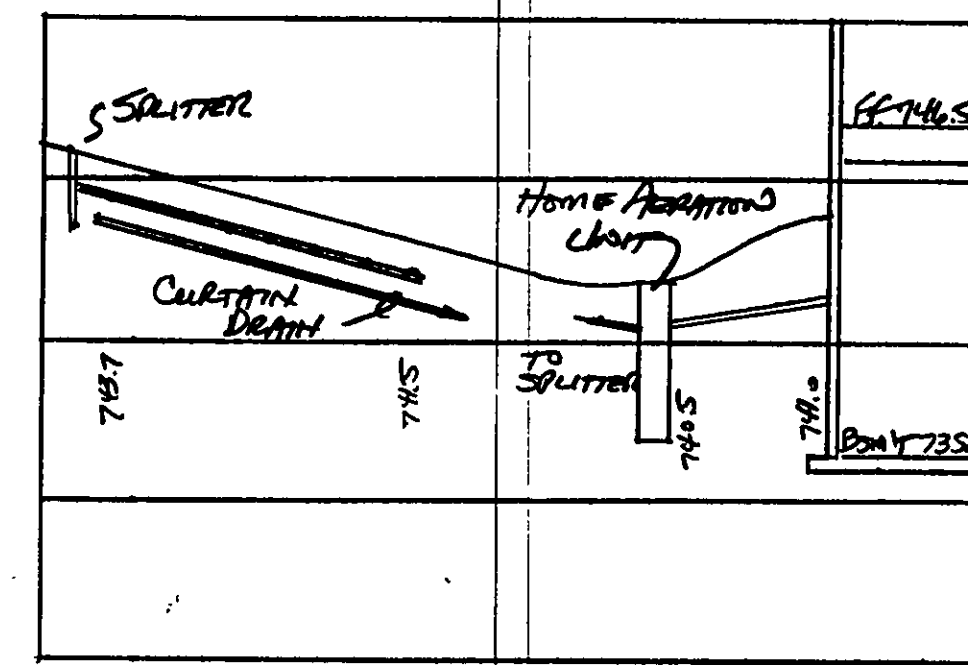 SPLITTER
FF. 746.5
HOME AERATION
UNIT
CURTAIN
DRAIN
TO
SPLITTER
743.7
741.5
740.5
741.0
BSM'T 735